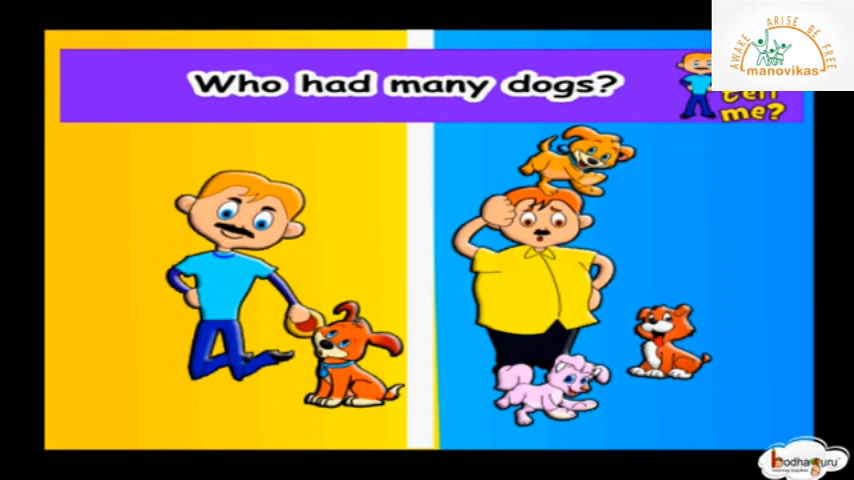 Who had many dogs?
tell
me?
AWAKE ARISE BE FREE
manovikas
bodhaguru